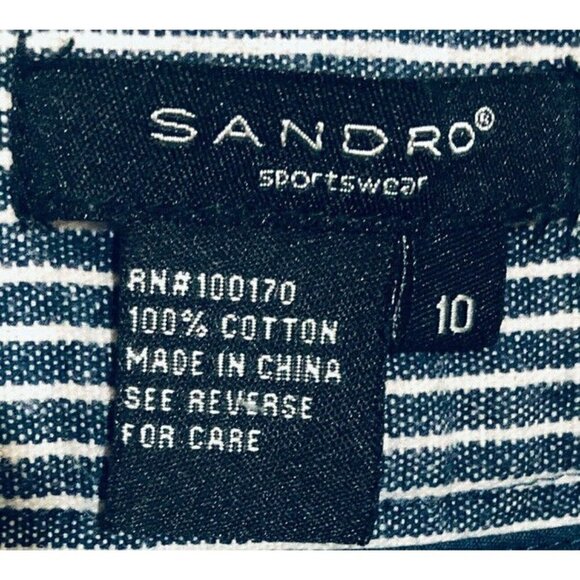 SANDRO®
sportswear
10
RN#100170
100% COTTON
MADE IN CHINA
SEE REVERSE
FOR CARE